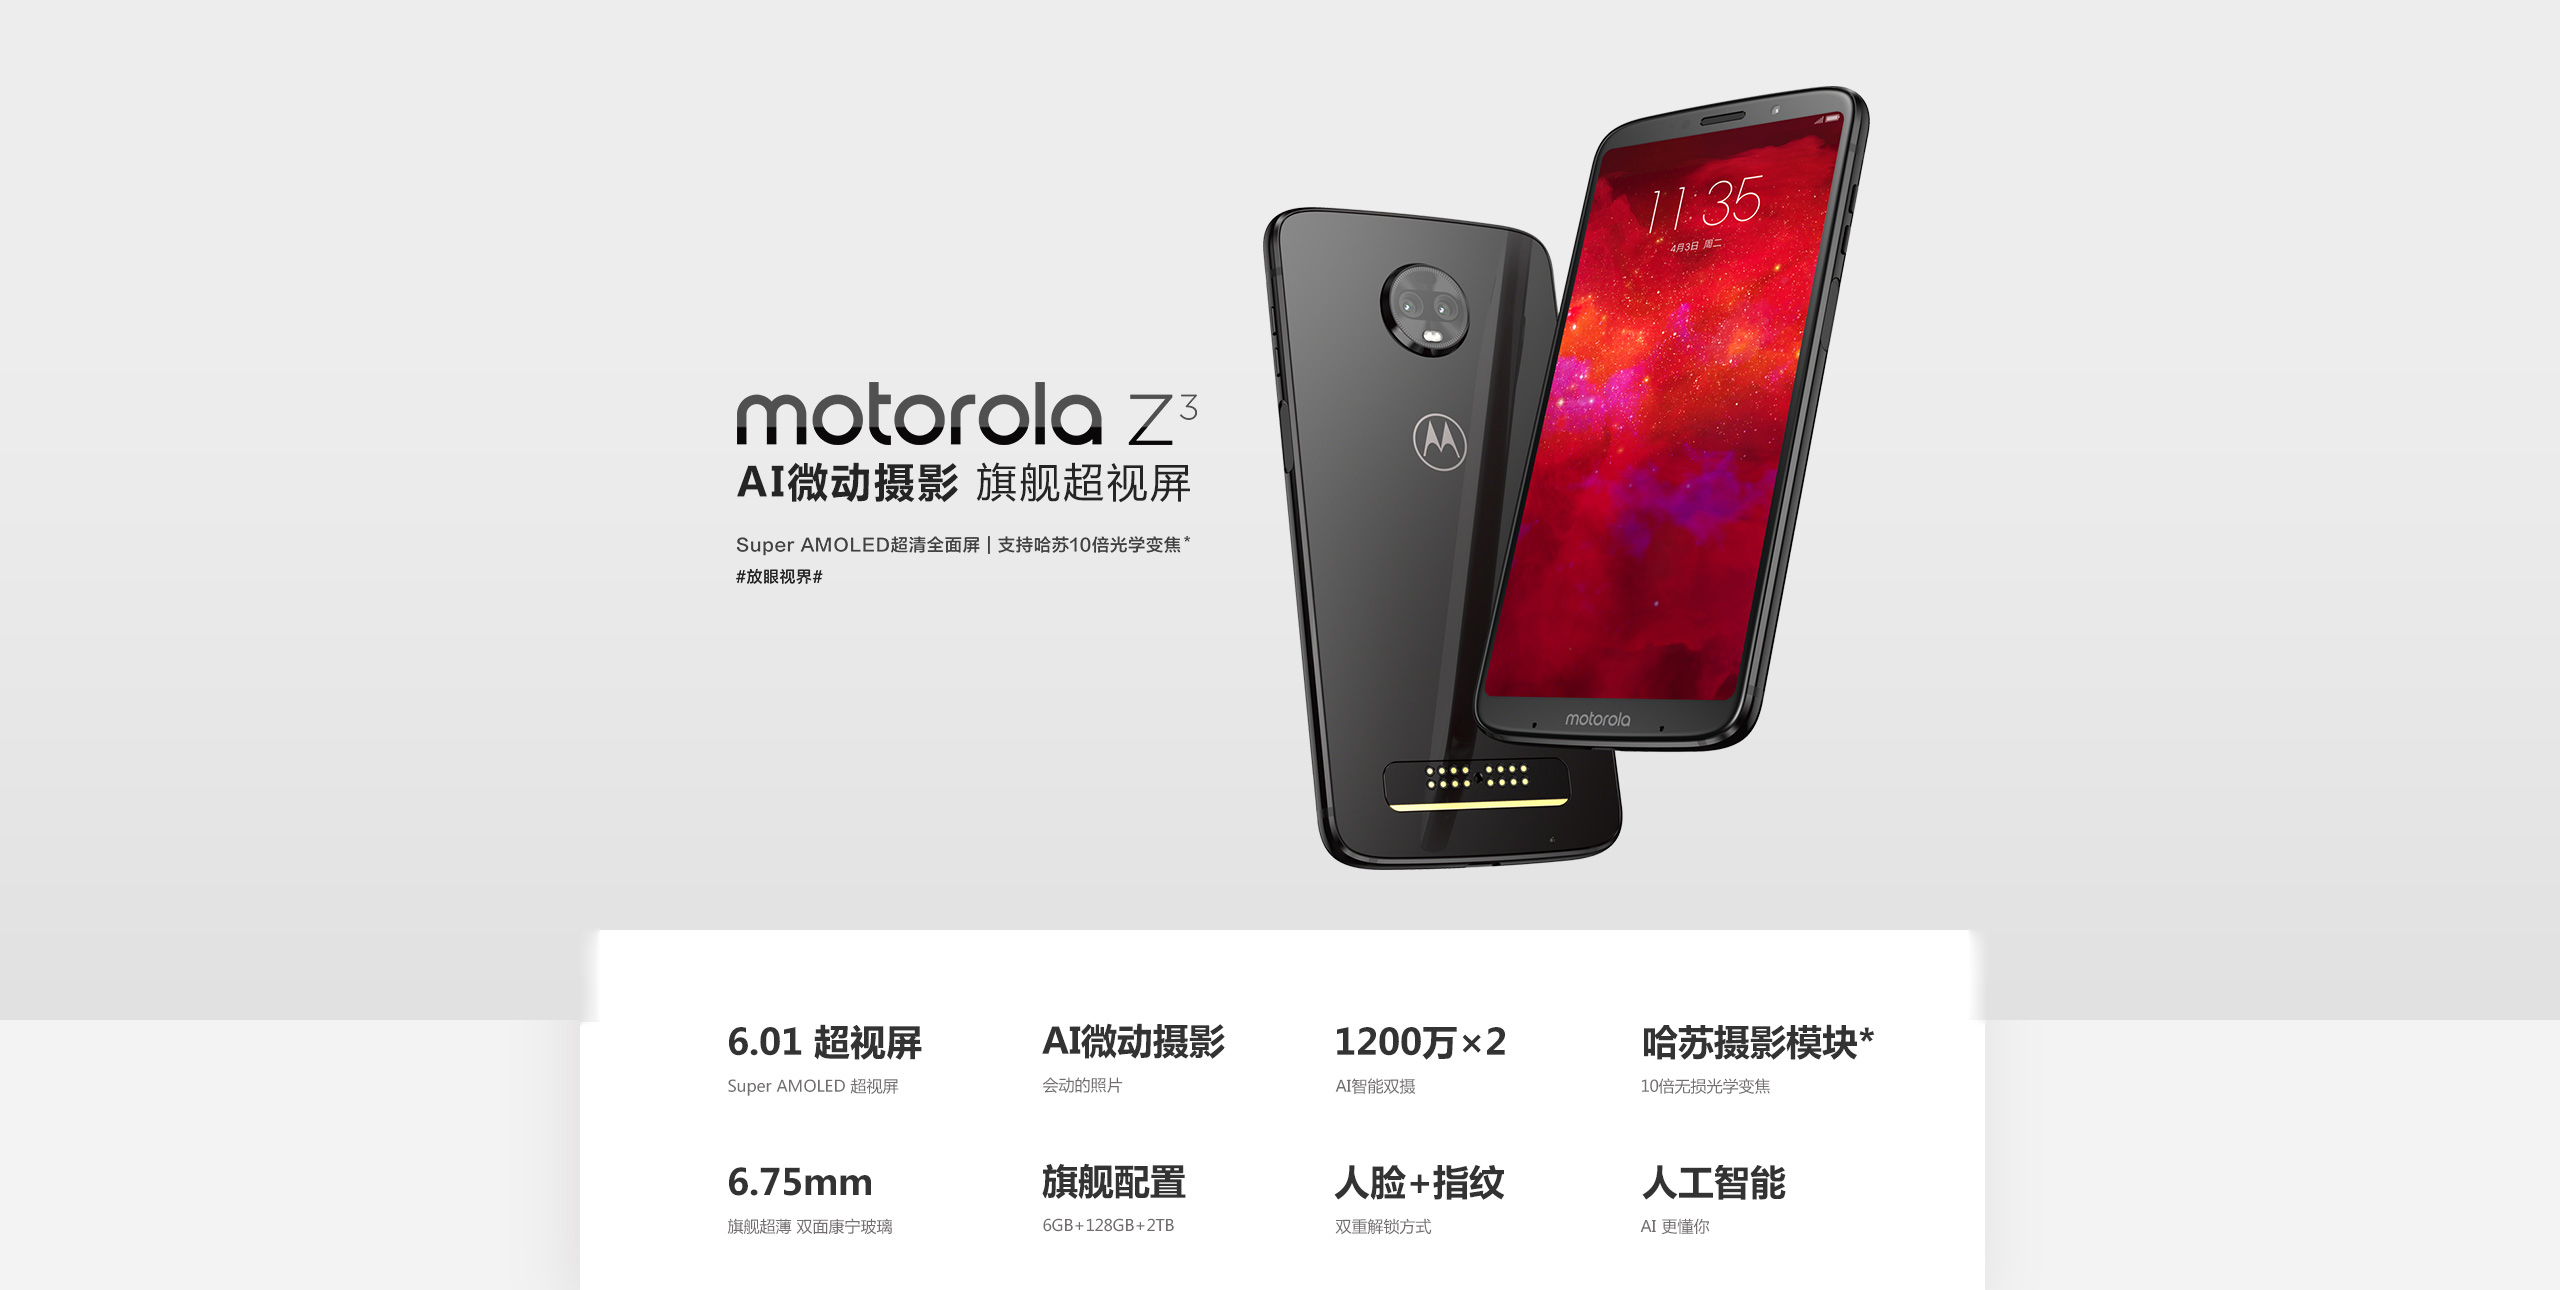 motorola z³
AI微动摄影 旗舰超视屏
Super AMOLED超清全面屏 | 支持哈苏10倍光学变焦*
#放眼视界#
11:35
4月3日 周二
motorola
6.01 超视屏
Super AMOLED 超视屏
AI微动摄影
会动的照片
1200万×2
AI智能双摄
哈苏摄影模块*
10倍无损光学变焦
6.75mm
旗舰超薄 双面康宁玻璃
旗舰配置
6GB+128GB+2TB
人脸+指纹
双重解锁方式
人工智能
AI 更懂你